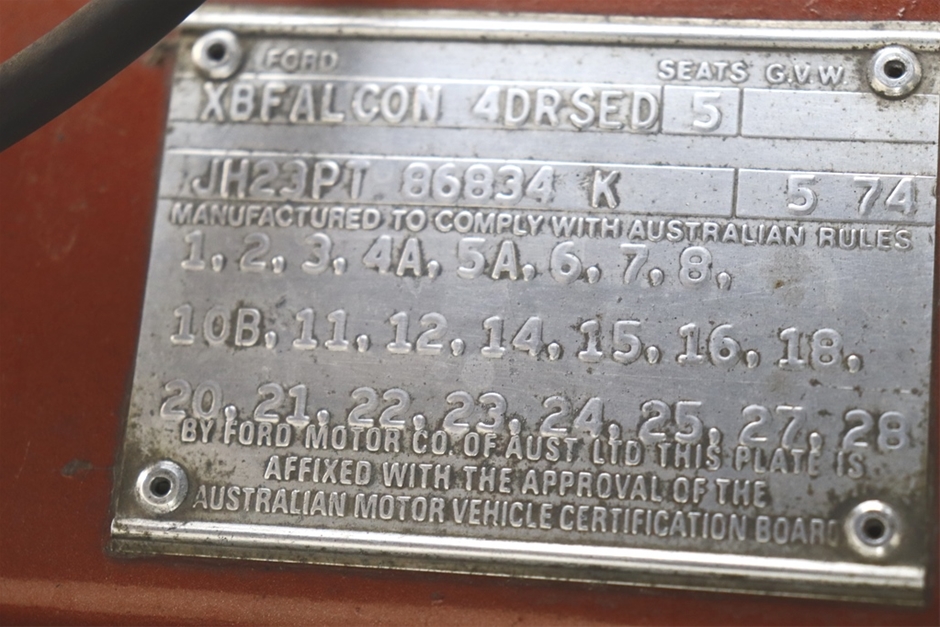 FORD SEATS G.V.W.
XBFALCON 4DRSED 5
JH23PT 86834 K 5 74
MANUFACTURED TO COMPLY WITH AUSTRALIAN RULES
1, 2, 3, 4A, 5A, 6, 7, 8,
10B, 11, 12, 14, 15, 16, 18,
20, 21, 22, 23, 24, 25, 27, 28
BY FORD MOTOR CO. OF AUST LTD THIS PLATE IS
AFFIXED WITH THE APPROVAL OF THE
AUSTRALIAN MOTOR VEHICLE CERTIFICATION BOARD